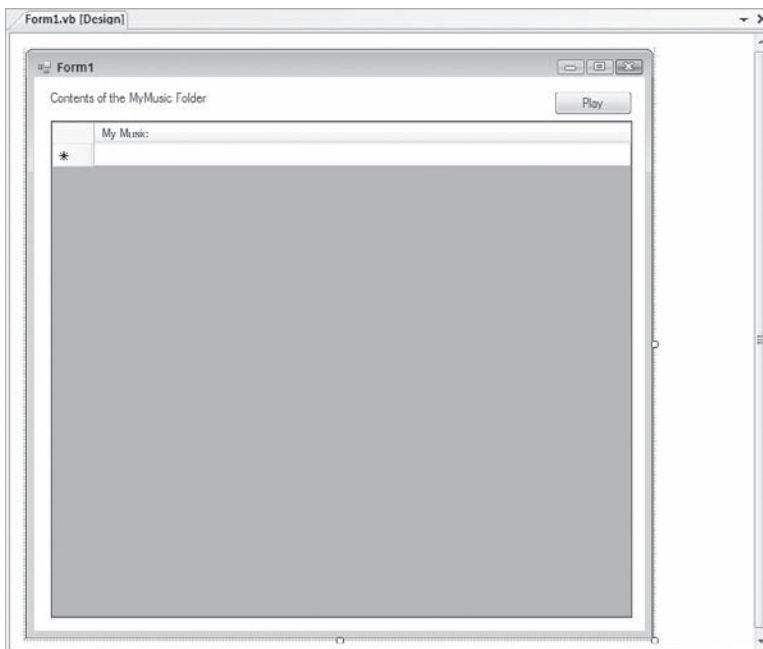 Form1.vb [Design]
Form1
Contents of the MyMusic Folder
Play
My Music